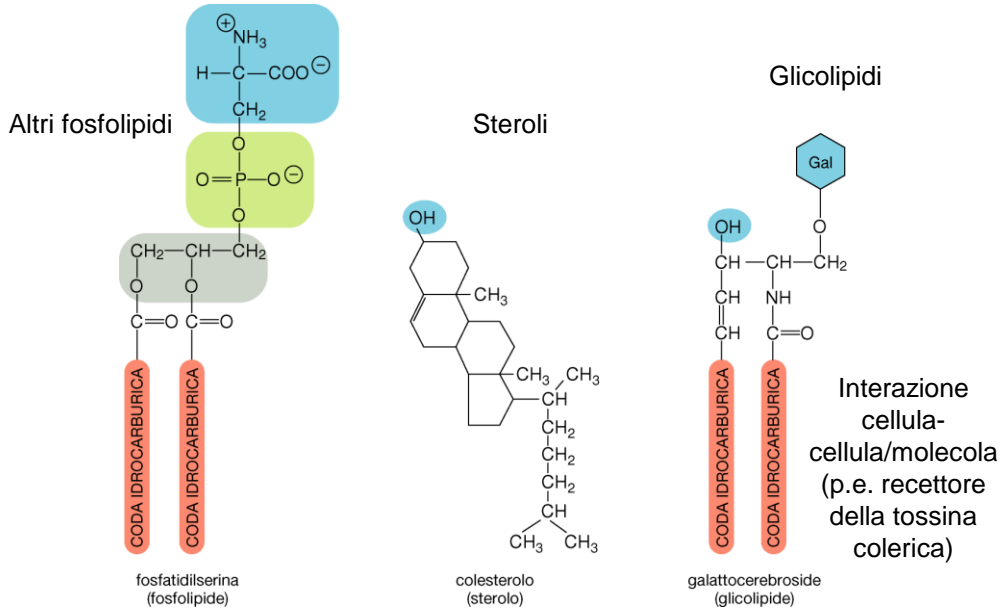 Altri fosfolipidi
⊕
NH₃
H—C—COO⊖
CH₂
O
O=P—O⊖
O
CH₂—CH—CH₂
O O
C=O C=O
CODA IDROCARBURICA
CODA IDROCARBURICA
fosfatidilserina
(fosfolipide)
Steroli
OH
CH₃
CH₃ CH₃
CH
CH₂
CH₂
CH₂
CH
CH₃ CH₃
colesterolo
(sterolo)
Glicolipidi
Gal
OH O
CH—CH—CH₂
CH NH
CH C=O
CODA IDROCARBURICA
CODA IDROCARBURICA
galattocerebroside
(glicolipide)
Interazione
cellula-
cellula/molecola
(p.e. recettore
della tossina
colerica)